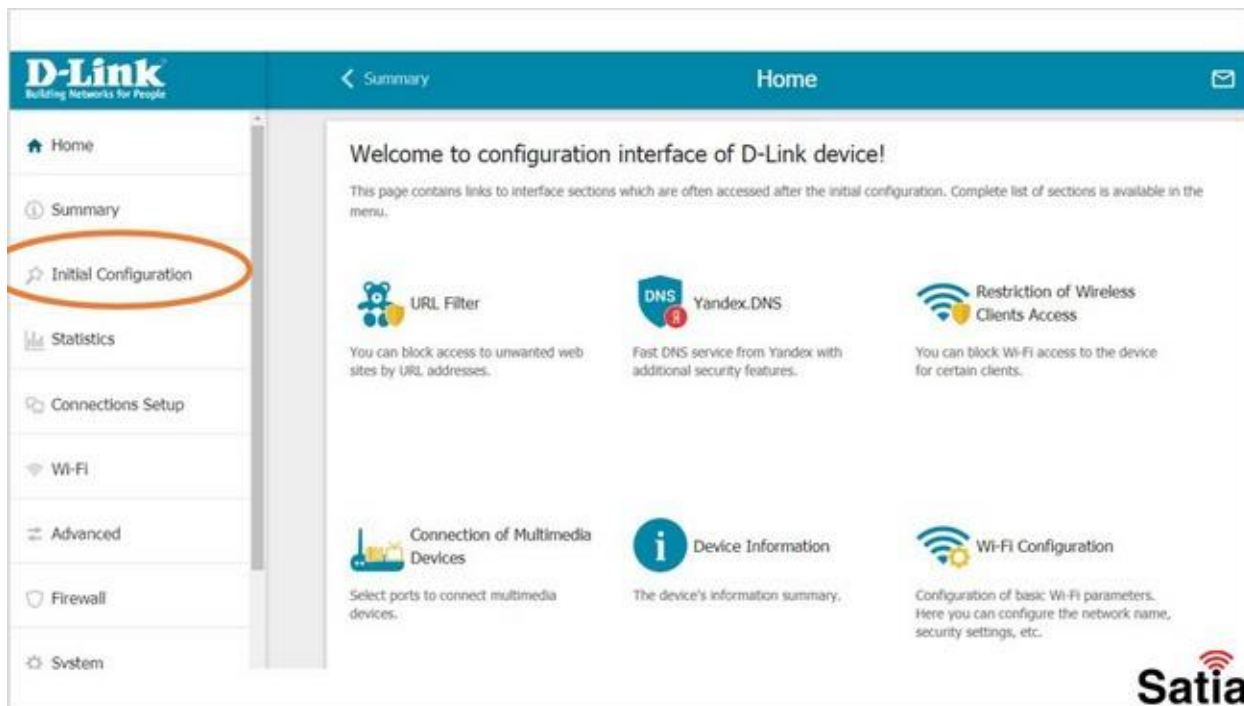 D-Link
Building Networks for People
Summary
Home
Home
Summary
Initial Configuration
Statistics
Connections Setup
Wi-Fi
Advanced
Firewall
System
Welcome to configuration interface of D-Link device!
This page contains links to interface sections which are often accessed after the initial configuration. Complete list of sections is available in the
menu.
URL Filter
You can block access to unwanted web
sites by URL addresses.
DNS
Я
Yandex.DNS
Fast DNS service from Yandex with
additional security features.
Restriction of Wireless
Clients Access
You can block Wi-Fi access to the device
for certain clients.
Connection of Multimedia
Devices
Select ports to connect multimedia
devices.
i
Device Information
The device's information summary.
Wi-Fi Configuration
Configuration of basic Wi-Fi parameters.
Here you can configure the network name,
security settings, etc.
Satia